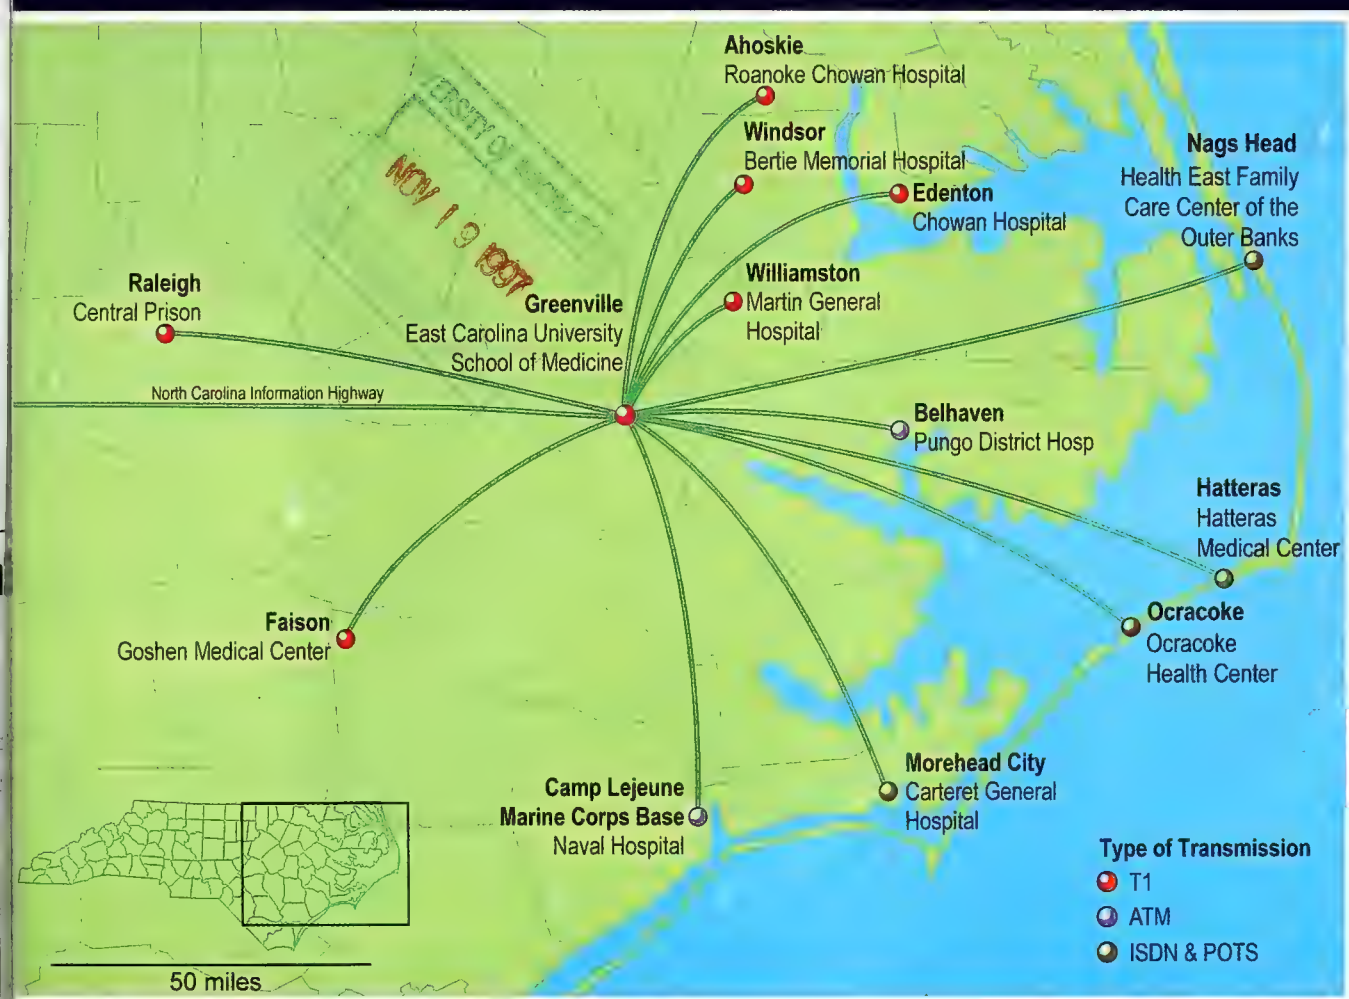 Ahoskie
Roanoke Chowan Hospital
Windsor
Bertie Memorial Hospital
Edenton
Chowan Hospital
Nags Head
Health East Family
Care Center of the
Outer Banks
Williamston
Martin General
Hospital
Raleigh
Central Prison
Greenville
East Carolina University
School of Medicine
North Carolina Information Highway
NOV 19 1997
ERSITY OF
Belhaven
Pungo District Hosp
Hatteras
Hatteras
Medical Center
Ocracoke
Ocracoke
Health Center
Faison
Goshen Medical Center
Camp Lejeune
Marine Corps Base
Naval Hospital
Morehead City
Carteret General
Hospital
Type of Transmission
T1
ATM
ISDN & POTS
50 miles